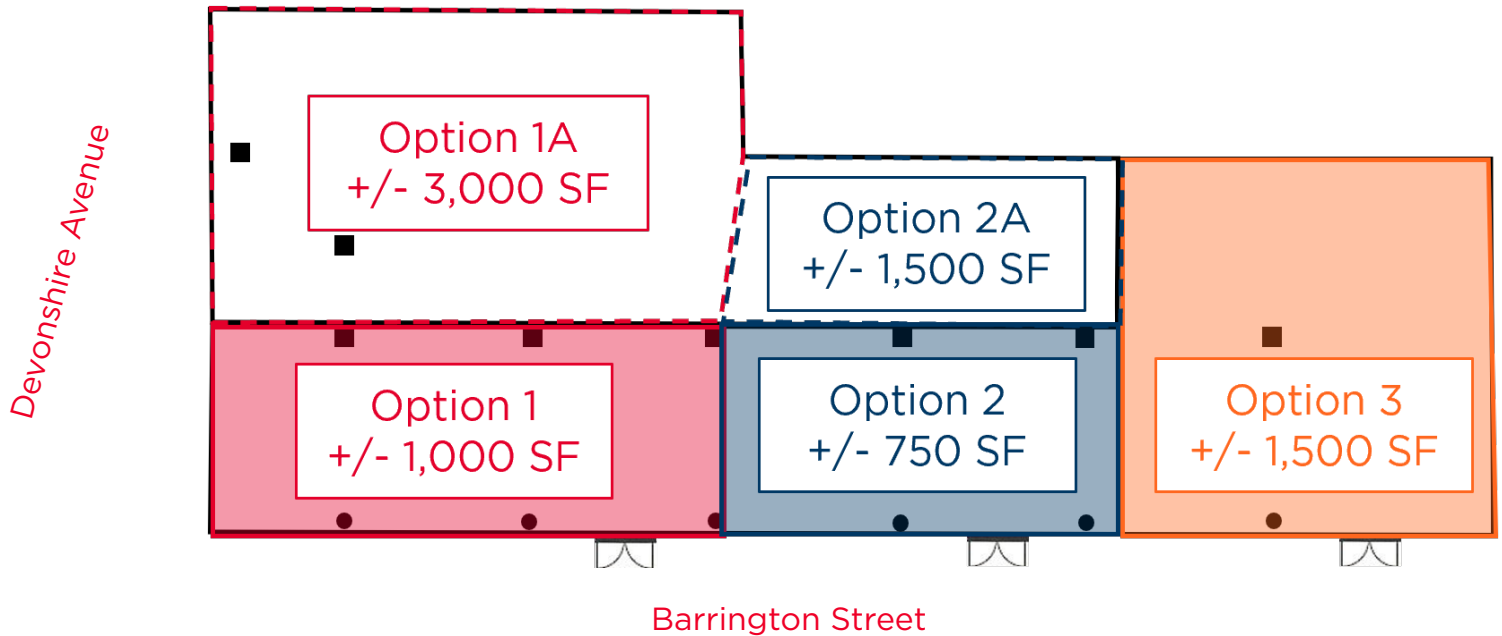 Option 1A
+/- 3,000 SF
Devonshire Avenue
Option 2A
+/- 1,500 SF
Option 1
+/- 1,000 SF
Option 2
+/- 750 SF
Option 3
+/- 1,500 SF
Barrington Street